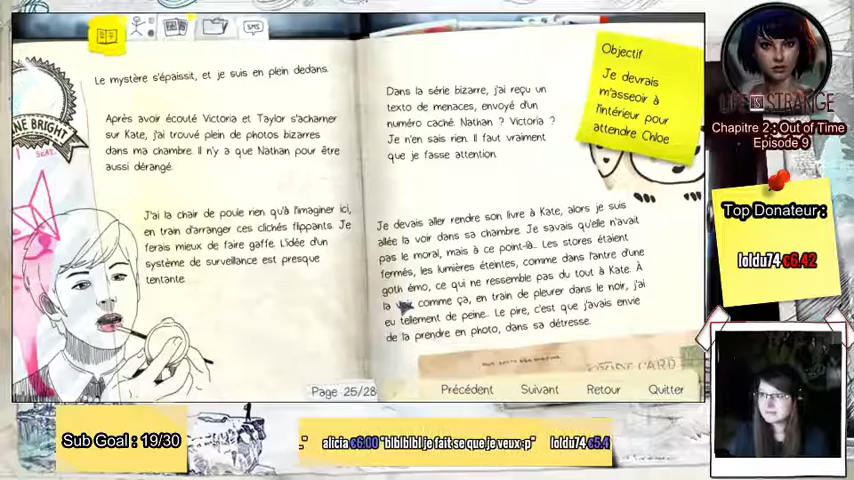 SMS
Le mystère s'épaissit, et je suis en plein dedans.
Après avoir écouté Victoria et Taylor s'acharner
sur Kate, j'ai trouvé plein de photos bizarres
dans ma chambre. Il n'y a que Nathan pour être
aussi dérangé.
J'ai la chair de poule rien qu'à l'imaginer ici,
en train d'arranger ces clichés flippants. Je
ferais mieux de faire gaffe. L'idée d'un
système de surveillance est presque
tentante.
NE BRIGHT
Dans la série bizarre, j'ai reçu un
texto de menaces, envoyé d'un
numéro caché. Nathan ? Victoria ?
Je n'en sais rien. Il faut vraiment
que je fasse attention.
Je devais aller rendre son livre à Kate, alors je suis
allée la voir dans sa chambre. Je savais qu'elle n'avait
pas le moral, mais à ce point-là... Les stores étaient
fermés, les lumières éteintes, comme dans l'antre d'une
goth émo, ce qui ne ressemble pas du tout à Kate. À
la voir comme ça, en train de pleurer dans le noir, j'ai
eu tellement de peine... Le pire, c'est que j'avais envie
de la prendre en photo, dans sa détresse.
Objectif
Je devrais
m'asseoir à
l'intérieur pour
attendre Chloe
Page 25/28
Précédent
Suivant
Retour
Quitter
LIFE IS STRANGE
Chapitre 2 : Out of Time
Episode 9
Top Donateur :
loldu74 €6.42
Sub Goal : 19/30
alicia €6.00 "blblblbl je fait se que je veux :p" loldu74 €5.4